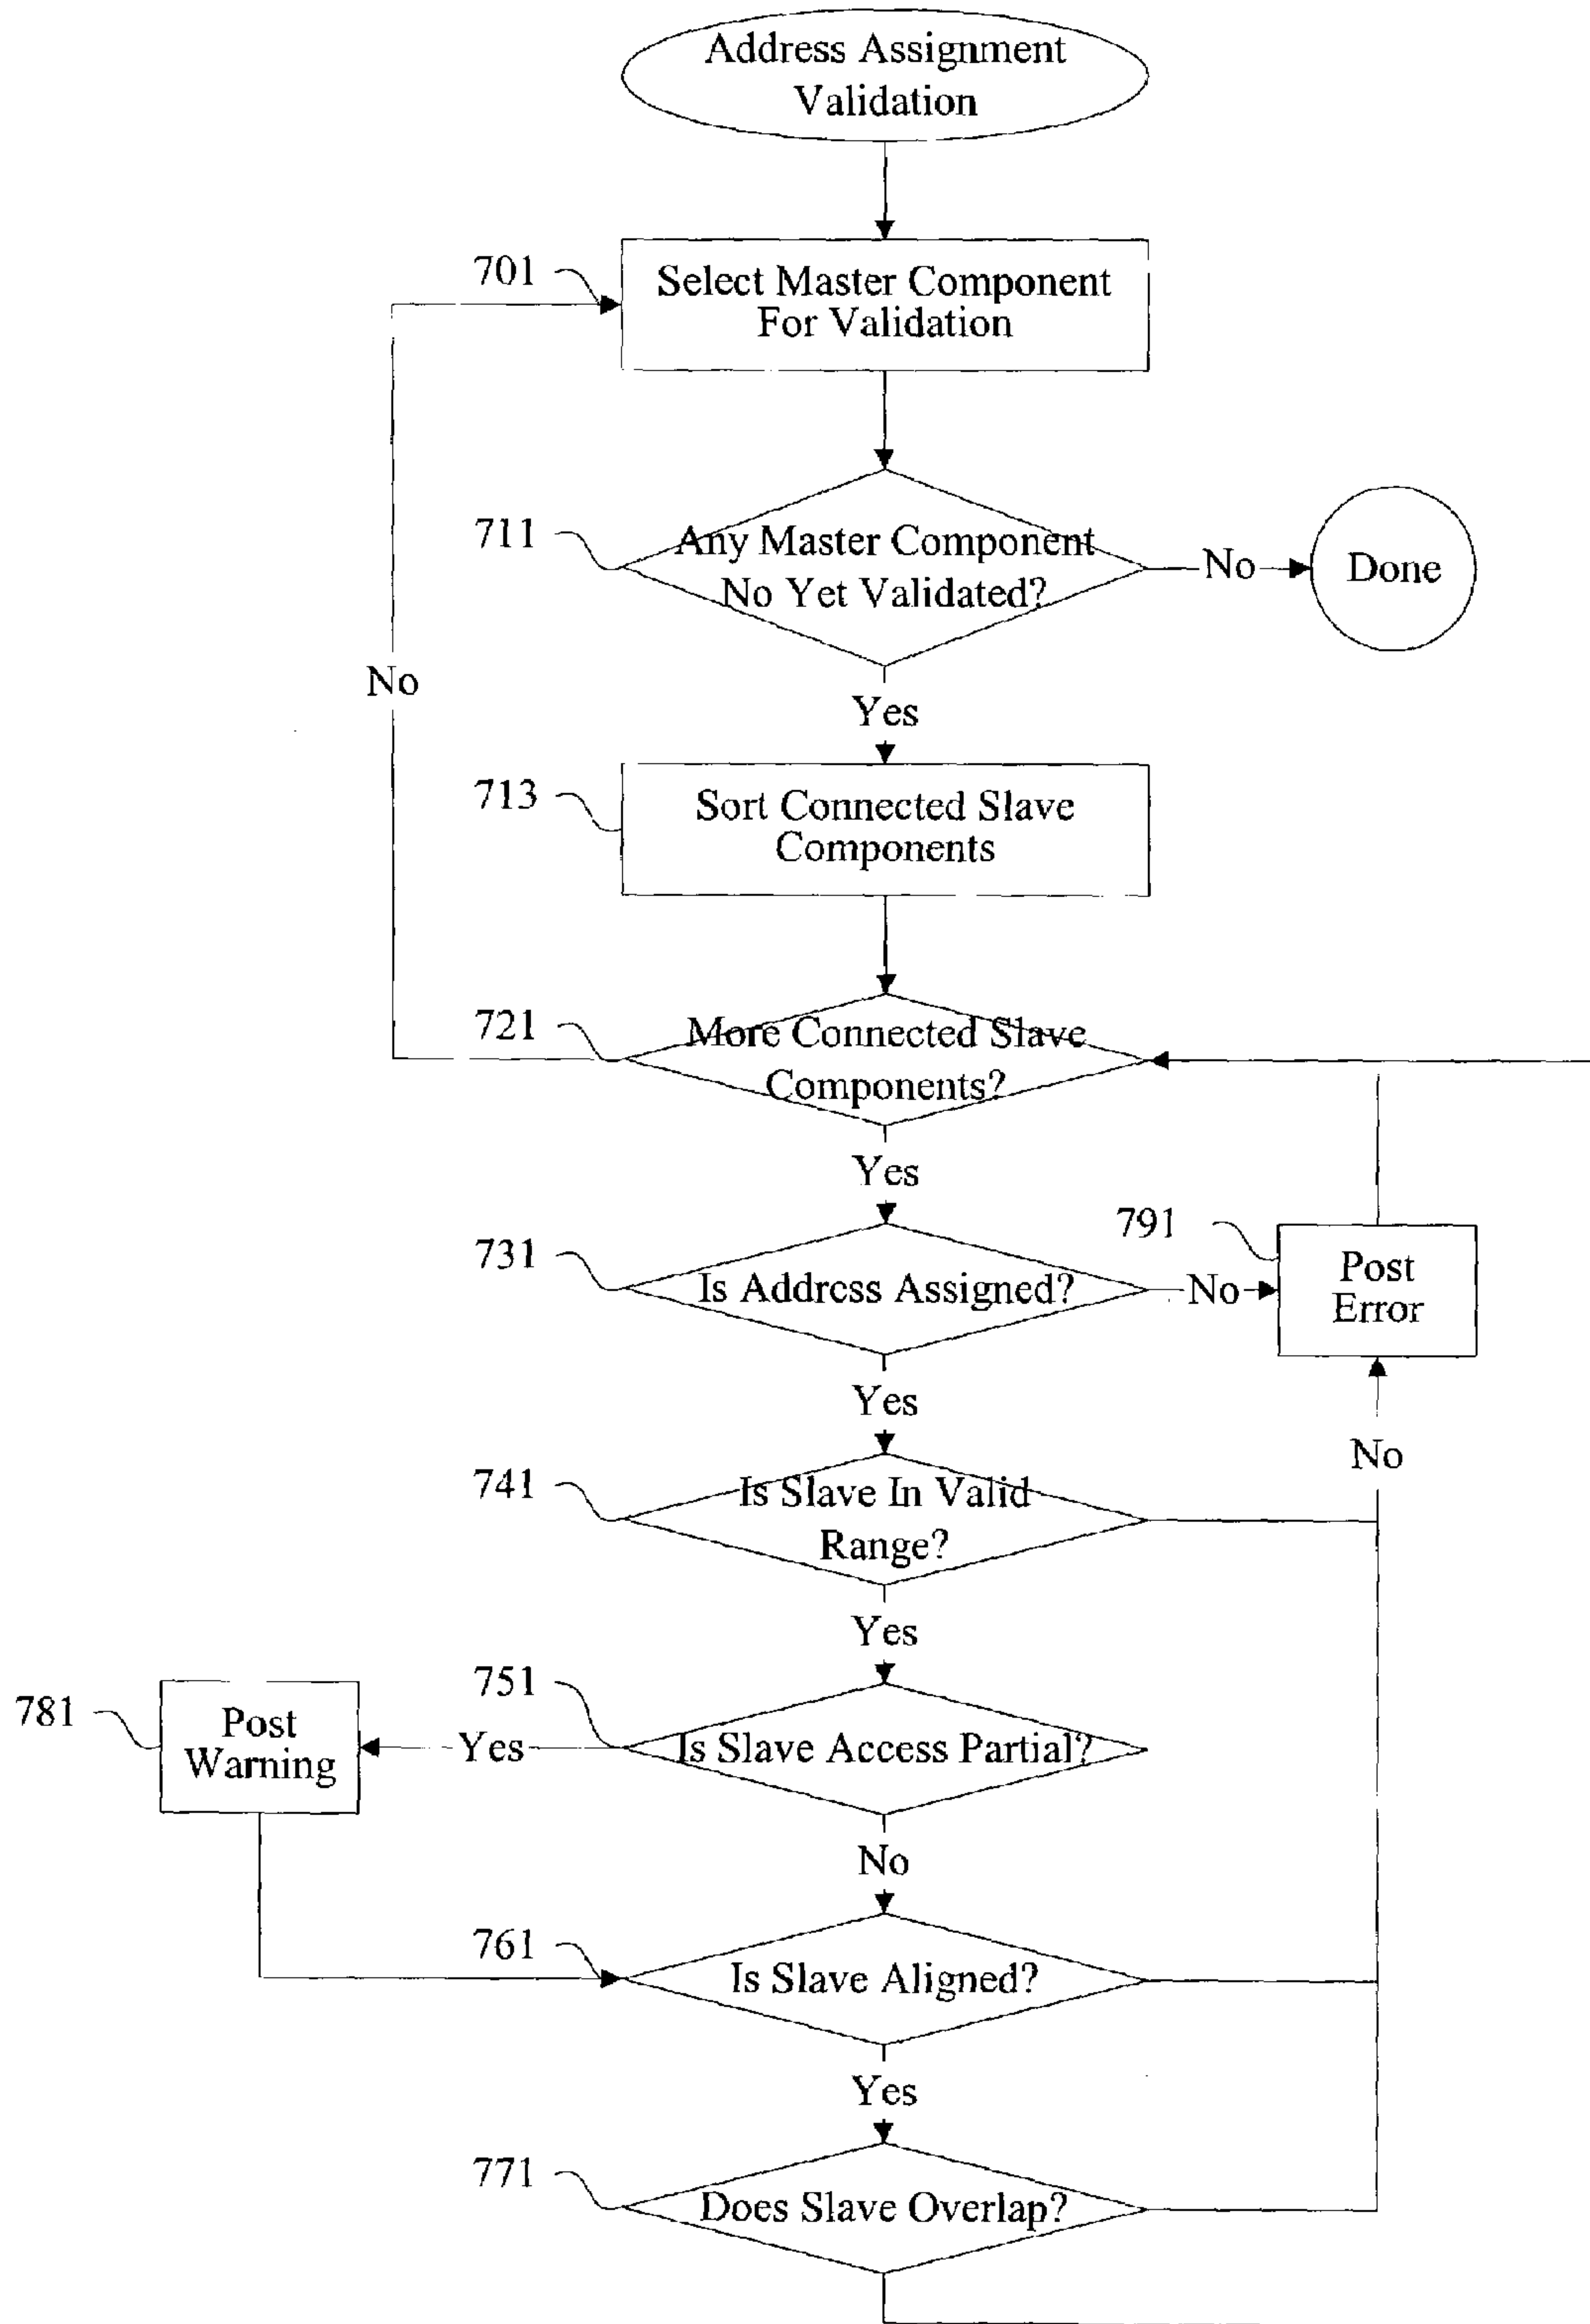 Address Assignment
Validation
701
Select Master Component
For Validation
711
Any Master Component
No Yet Validated?
No
Done
No
Yes
713
Sort Connected Slave
Components
721
More Connected Slave
Components?
Yes
791
731
Is Address Assigned?
No
Post
Error
Yes
No
741
Is Slave In Valid
Range?
Yes
751
781
Post
Warning
Yes
Is Slave Access Partial?
No
761
Is Slave Aligned?
Yes
771
Does Slave Overlap?